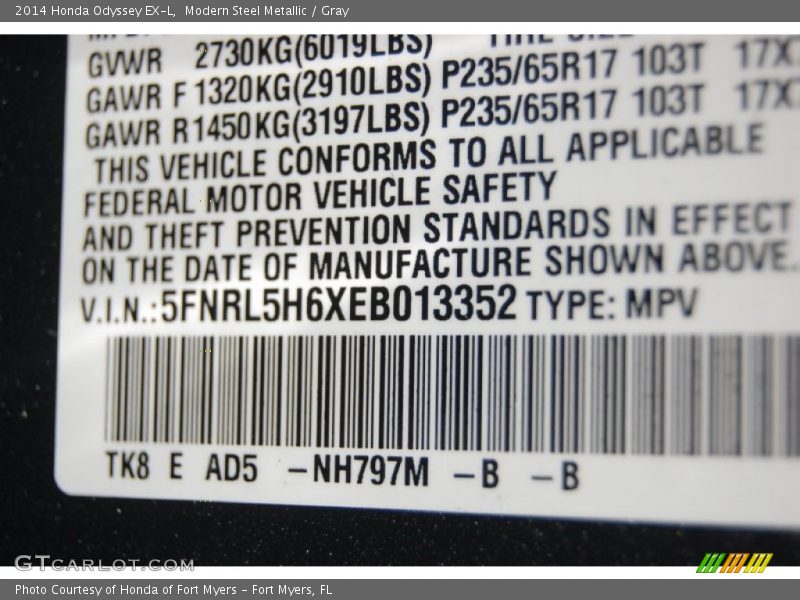 2014 Honda Odyssey EX-L, Modern Steel Metallic / Gray
GVWR 2730KG(6019LBS)
GAWR F 1320KG(2910LBS) P235/65R17 103T 17X
GAWR R1450KG(3197LBS) P235/65R17 103T 17X
THIS VEHICLE CONFORMS TO ALL APPLICABLE
FEDERAL MOTOR VEHICLE SAFETY
AND THEFT PREVENTION STANDARDS IN EFFECT
ON THE DATE OF MANUFACTURE SHOWN ABOVE.
V.I.N.:5FNRL5H6XEB013352 TYPE: MPV
TK8 E AD5 -NH797M -B -B
GTCARLOT.COM
Photo Courtesy of Honda of Fort Myers - Fort Myers, FL